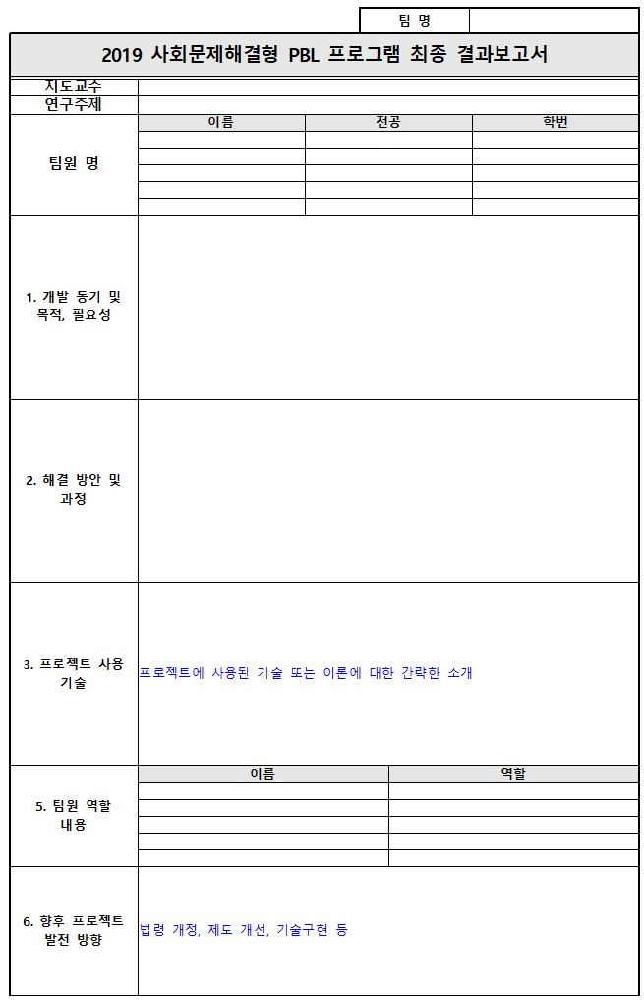 팀 명
2019 사회문제해결형 PBL 프로그램 최종 결과보고서
지도교수
연구주제
팀원 명
이름 전공 학번
1. 개발 동기 및
목적, 필요성
2. 해결 방안 및
과정
3. 프로젝트 사용
기술
프로젝트에 사용된 기술 또는 이론에 대한 간략한 소개
5. 팀원 역할
내용
이름 역할
6. 향후 프로젝트
발전 방향
법령 개정, 제도 개선, 기술구현 등